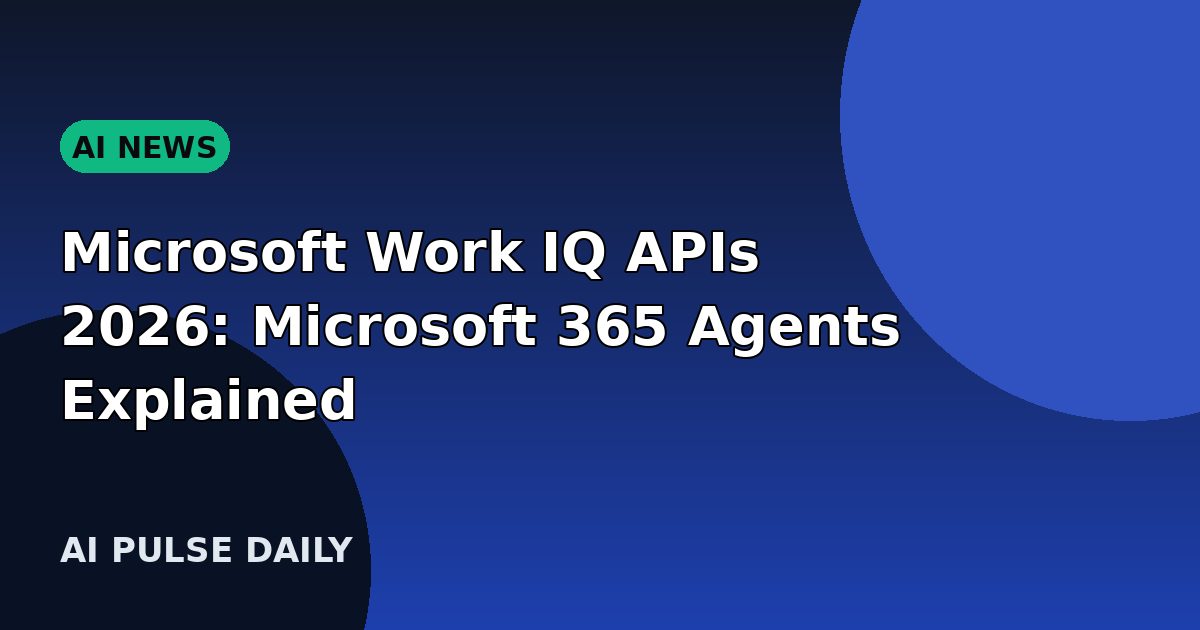 AI NEWS
Microsoft Work IQ APIs
2026: Microsoft 365 Agents
Explained
AI PULSE DAILY